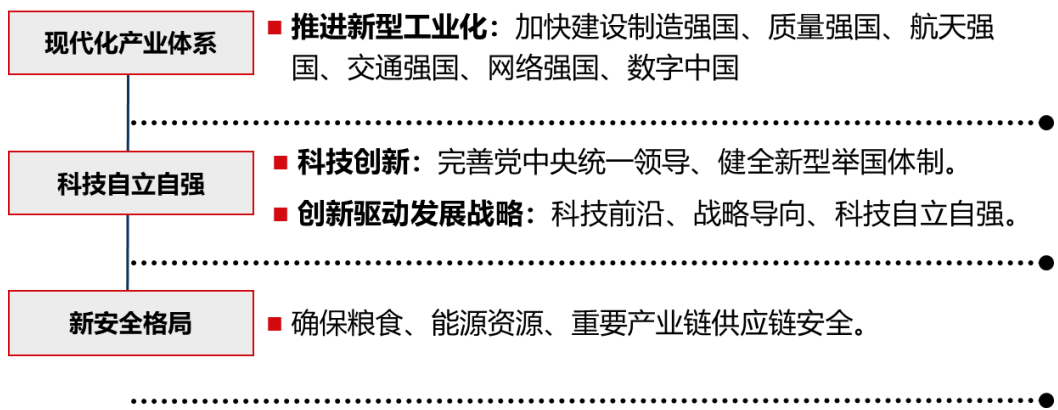 现代化产业体系
■ 推进新型工业化：加快建设制造强国、质量强国、航天强
国、交通强国、网络强国、数字中国
科技自立自强
■ 科技创新：完善党中央统一领导、健全新型举国体制。
■ 创新驱动发展战略：科技前沿、战略导向、科技自立自强。
新安全格局
■ 确保粮食、能源资源、重要产业链供应链安全。